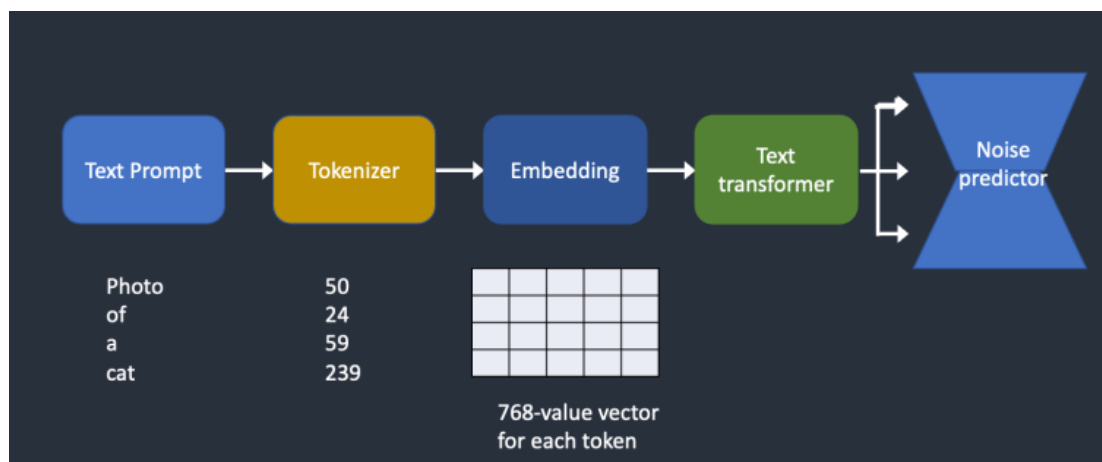 Text Prompt
Tokenizer
Embedding
Text
transformer
Noise
predictor
Photo
of
a
cat
50
24
59
239
768-value vector
for each token